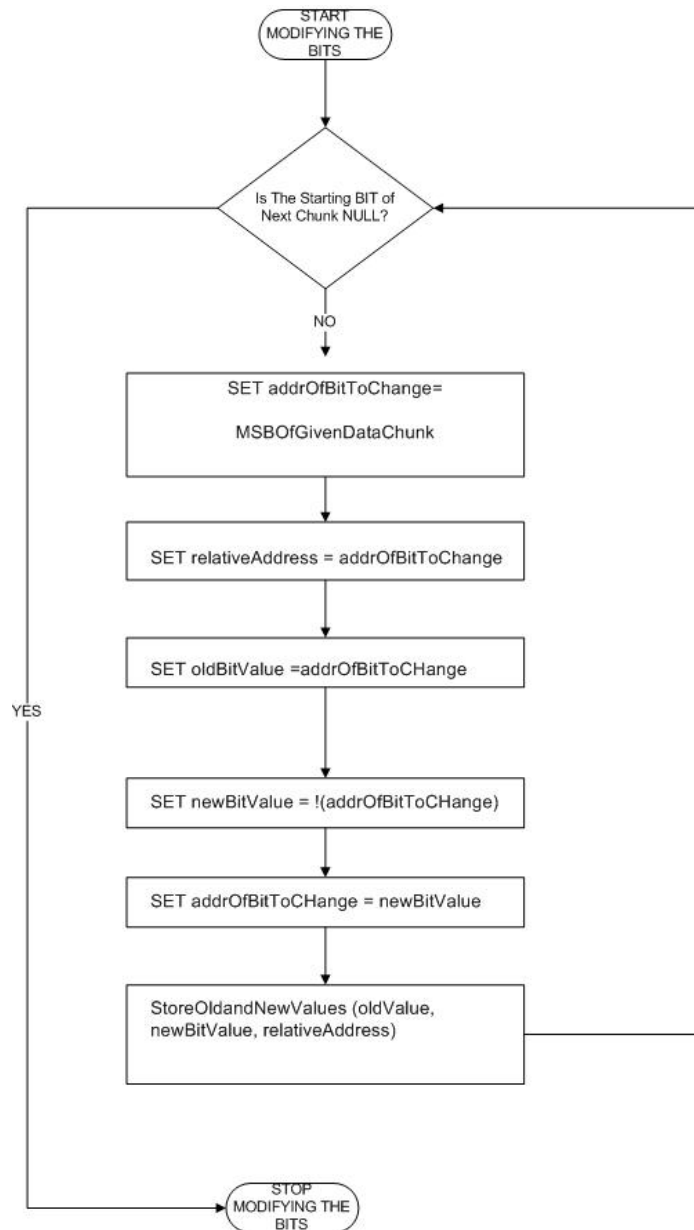 START
MODIFYING THE
BITS
Is The Starting BIT of
Next Chunk NULL?
NO
SET addrOfBitToChange=
MSBOfGivenDataChunk
SET relativeAddress = addrOfBitToChange
SET oldBitValue =addrOfBitToCHange
YES
SET newBitValue = !(addrOfBitToCHange)
SET addrOfBitToCHange = newBitValue
StoreOldandNewValues (oldValue,
newBitValue, relativeAddress)
STOP
MODIFYING THE
BITS